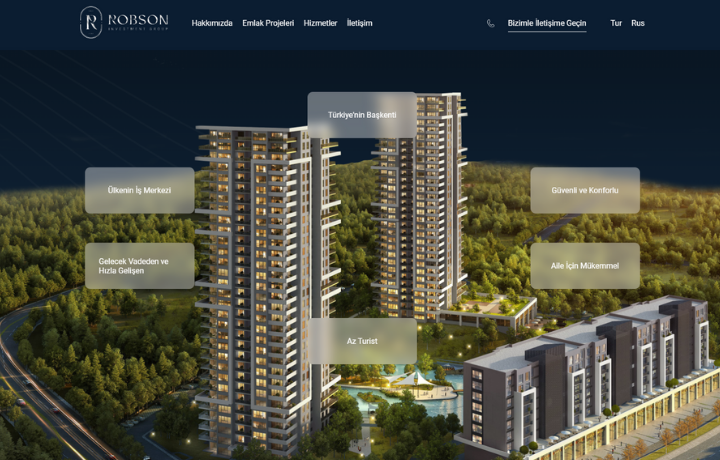 ROBSON
INVESTMENT GROUP
Hakkımızda
Emlak Projeleri
Hizmetler
İletişim
Bizimle İletişime Geçin
Tur
Rus
Türkiye'nin Başkenti
Ülkenin İş Merkezi
Güvenli ve Konforlu
Gelecek Vadeden ve
Hızla Gelişen
Aile İçin Mükemmel
Az Turist